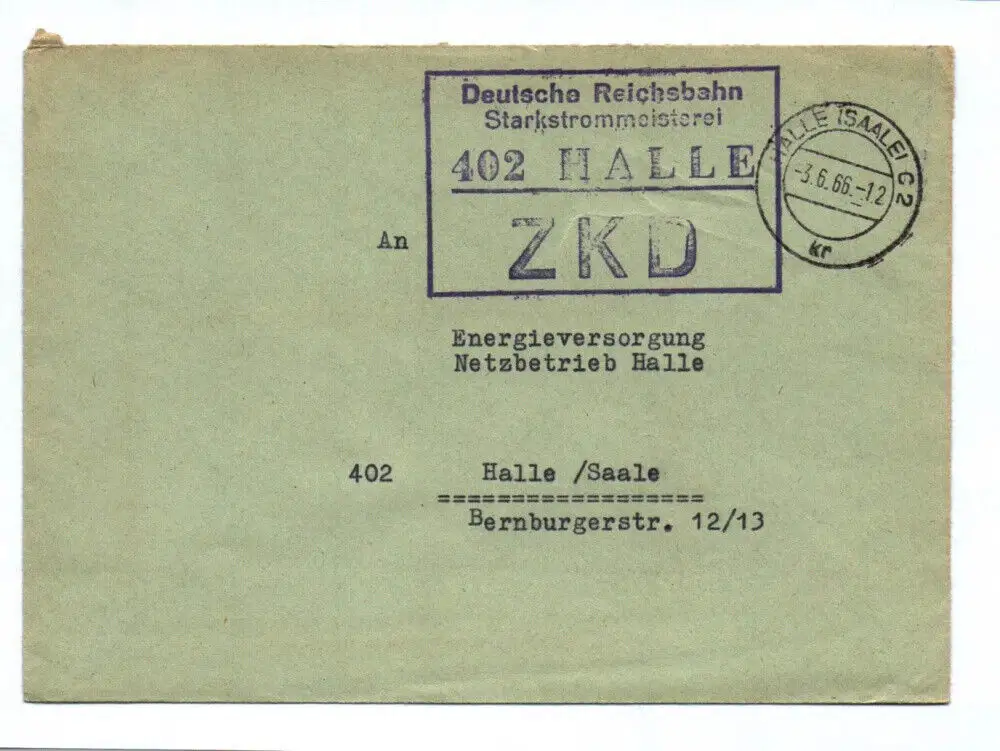 Deutsche Reichsbahn
Starkstrommeisterei
402 HALLE
ZKD
HALLE (SAALE) C2
-3.6.66.-12
kr
An
Energieversorgung
Netzbetrieb Halle
402 Halle /Saale
==================
Bernburgerstr. 12/13